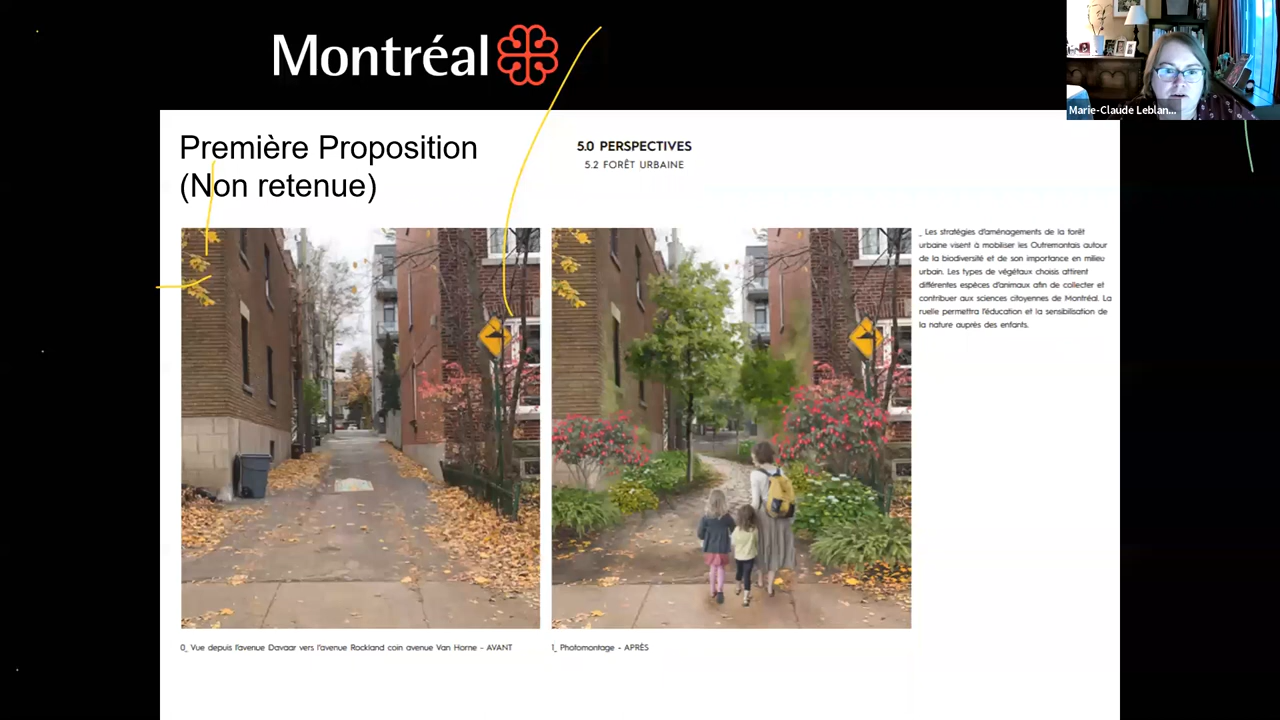 Montréal
Marie-Claude Leblan...
Première Proposition
(Non retenue)
5.0 PERSPECTIVES
5.2 FORÊT URBAINE
_ Les stratégies d'aménagements de la forêt
urbaine visent à mobiliser les Outremontais autour
de la biodiversité et de son importance en milieu
urbain. Les types de végétaux choisis attirent
différentes espèces d'animaux afin de collecter et
contribuer aux sciences citoyennes de Montréal. La
ruelle permettra l'éducation et la sensibilisation de
la nature auprès des enfants.
0_ Vue depuis l'avenue Davaar vers l'avenue Rockland coin avenue Van Horne - AVANT
1_ Photomontage - APRÈS